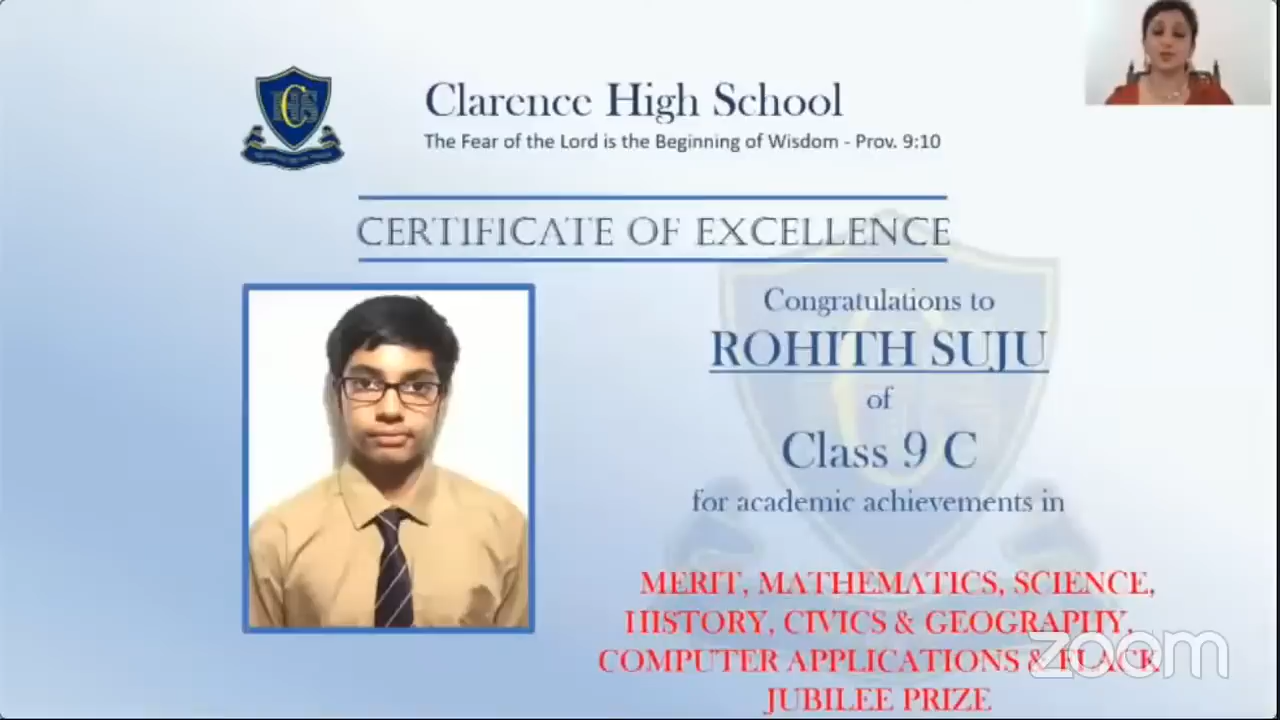 Clarence High School
The Fear of the Lord is the Beginning of Wisdom - Prov. 9:10
CERTIFICATE OF EXCELLENCE
Congratulations to
ROHITH SUJU
of
Class 9 C
for academic achievements in
MERIT, MATHEMATICS, SCIENCE,
HISTORY, CIVICS & GEOGRAPHY,
COMPUTER APPLICATIONS & FLACK
JUBILEE PRIZE
zoom